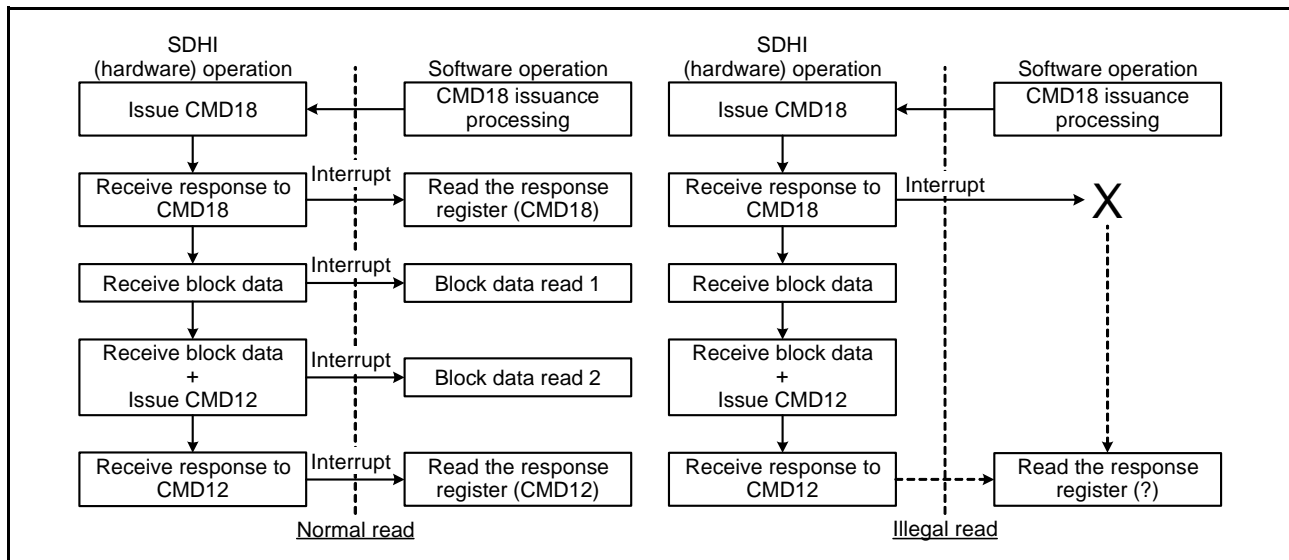 SDHI
(hardware) operation
Software operation
Issue CMD18
CMD18 issuance
processing
Receive response to
CMD18
Interrupt
Read the response
register (CMD18)
Receive block data
Interrupt
Block data read 1
Receive block data
+
Issue CMD12
Interrupt
Block data read 2
Receive response to
CMD12
Interrupt
Read the response
register (CMD12)
Normal read
SDHI
(hardware) operation
Software operation
Issue CMD18
CMD18 issuance
processing
Receive response to
CMD18
Interrupt
X
Receive block data
Receive block data
+
Issue CMD12
Receive response to
CMD12
Read the response
register (?)
Illegal read